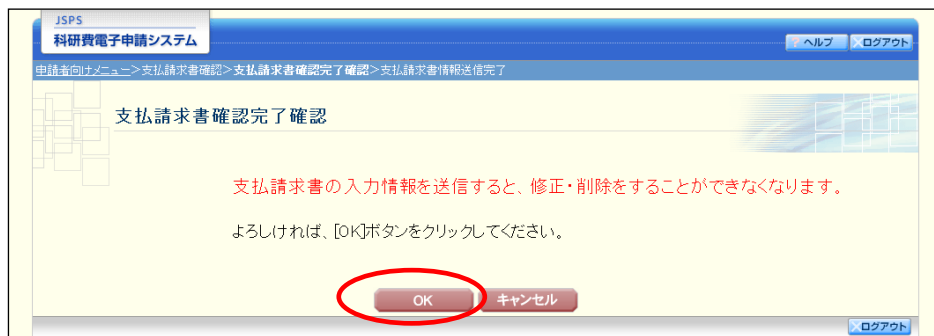 JSPS
科研費電子申請システム
? ヘルプ ×ログアウト
申請者向けメニュー>支払請求書確認>支払請求書確認完了確認>支払請求書情報送信完了
支払請求書確認完了確認
支払請求書の入力情報を送信すると、修正・削除をすることができなくなります。
よろしければ、[OK]ボタンをクリックしてください。
OK キャンセル
×ログアウト